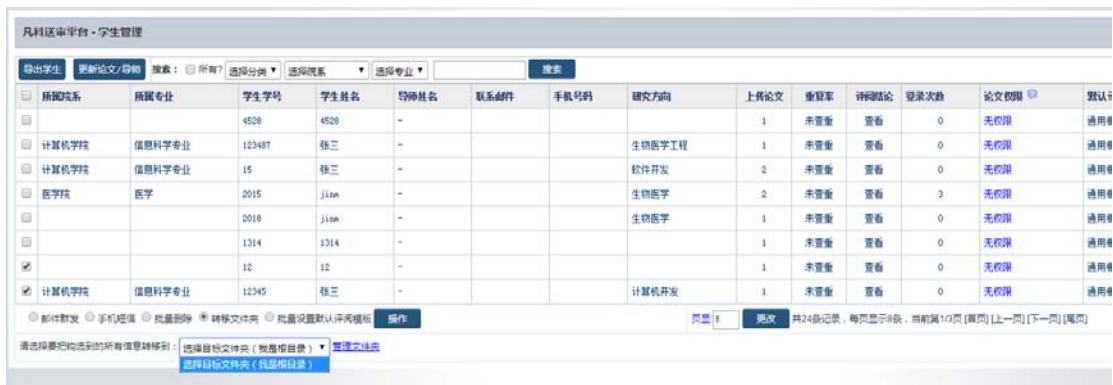 凡科送审平台 - 学生管理
导出学生 更新论文/导师 搜索： 所有? 选择分类 选择院系 选择专业 搜索
所属院系 所属专业 学生学号 学生姓名 导师姓名 联系邮件 手机号码 研究方向 上传论文 重复率 评阅结论 登录次数 论文权限 默认评
4528 4528 - 1 未查重 查看 0 无权限 通用模
计算机学院 信息科学专业 123487 张三 - 生物医学工程 1 未查重 查看 0 无权限 通用模
计算机学院 信息科学专业 15 张三 - 软件开发 2 未查重 查看 0 无权限 通用模
医学院 医学 2015 jinm - 生物医学 2 未查重 查看 3 无权限 通用模
2016 jinm - 生物医学 1 未查重 查看 0 无权限 通用模
1314 1314 - 1 未查重 查看 0 无权限 通用模
12 12 - 1 未查重 查看 0 无权限 通用模
计算机学院 信息科学专业 12345 张三 - 计算机开发 1 未查重 查看 0 无权限 通用模
邮件群发 手机短信 批量删除 转移文件夹 批量设置默认评阅模板 操作 页显: 8 更改 共24条记录，每页显示8条，当前第1/3页 [首页] [上一页] [下一页] [尾页]
请选择要把构选到的所有信息转移到： 选择目标文件夹（我是根目录） 管理文件夹
选择目标文件夹（我是根目录）